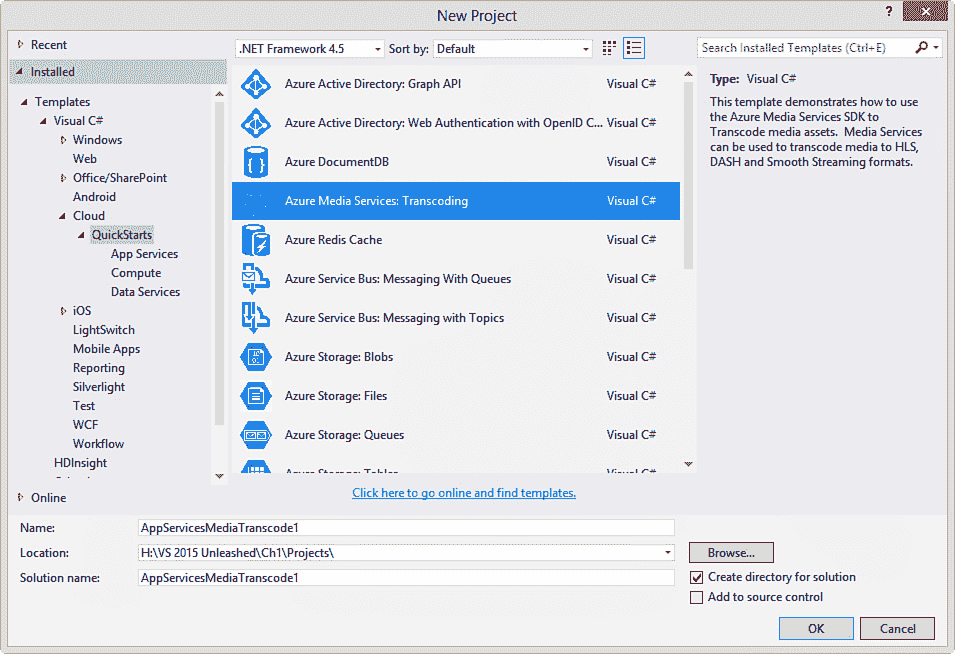 New Project
?
Recent
Installed
Templates
Visual C#
Windows
Web
Office/SharePoint
Android
Cloud
QuickStarts
App Services
Compute
Data Services
iOS
LightSwitch
Mobile Apps
Reporting
Silverlight
Test
WCF
Workflow
HDInsight
Online
.NET Framework 4.5 Sort by: Default
Azure Active Directory: Graph API Visual C#
Azure Active Directory: Web Authentication with OpenID C... Visual C#
Azure DocumentDB Visual C#
Azure Media Services: Transcoding Visual C#
Azure Redis Cache Visual C#
Azure Service Bus: Messaging With Queues Visual C#
Azure Service Bus: Messaging with Topics Visual C#
Azure Storage: Blobs Visual C#
Azure Storage: Files Visual C#
Azure Storage: Queues Visual C#
Azure Storage: Tables Visual C#
Click here to go online and find templates.
Search Installed Templates (Ctrl+E)
Type: Visual C#
This template demonstrates how to use
the Azure Media Services SDK to
Transcode media assets. Media Services
can be used to transcode media to HLS,
DASH and Smooth Streaming formats.
Name: AppServicesMediaTranscode1
Location: H:\VS 2015 Unleashed\Ch1\Projects\
Browse...
Solution name: AppServicesMediaTranscode1
Create directory for solution
Add to source control
OK Cancel